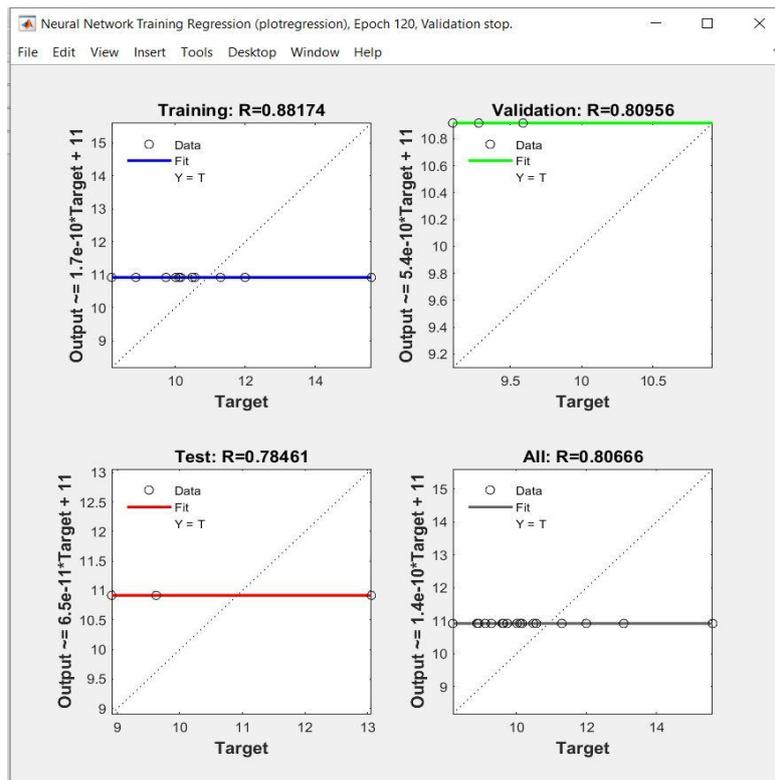 Neural Network Training Regression (plotregression), Epoch 120, Validation stop.
File Edit View Insert Tools Desktop Window Help
Training: R=0.88174
Output ~= 1.7e-10*Target + 11
15
14
13
12
11
10
9
Data
Fit
Y = T
10 12 14
Target
Validation: R=0.80956
Output ~= 5.4e-10*Target + 11
10.8
10.6
10.4
10.2
10
9.8
9.6
9.4
9.2
Data
Fit
Y = T
9.5 10 10.5
Target
Test: R=0.78461
Output ~= 6.5e-11*Target + 11
13
12.5
12
11.5
11
10.5
10
9.5
9
Data
Fit
Y = T
9 10 11 12 13
Target
All: R=0.80666
Output ~= 1.4e-10*Target + 11
15
14
13
12
11
10
9
Data
Fit
Y = T
10 12 14
Target